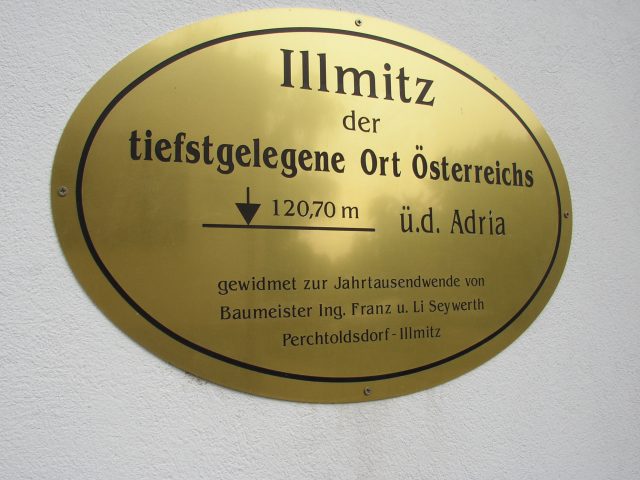 Illmitz
der
tiefstgelegene Ort Österreichs
120,70 m ü.d. Adria
gewidmet zur Jahrtausendwende von
Baumeister Ing. Franz u. Li Seywerth
Perchtoldsdorf-Illmitz